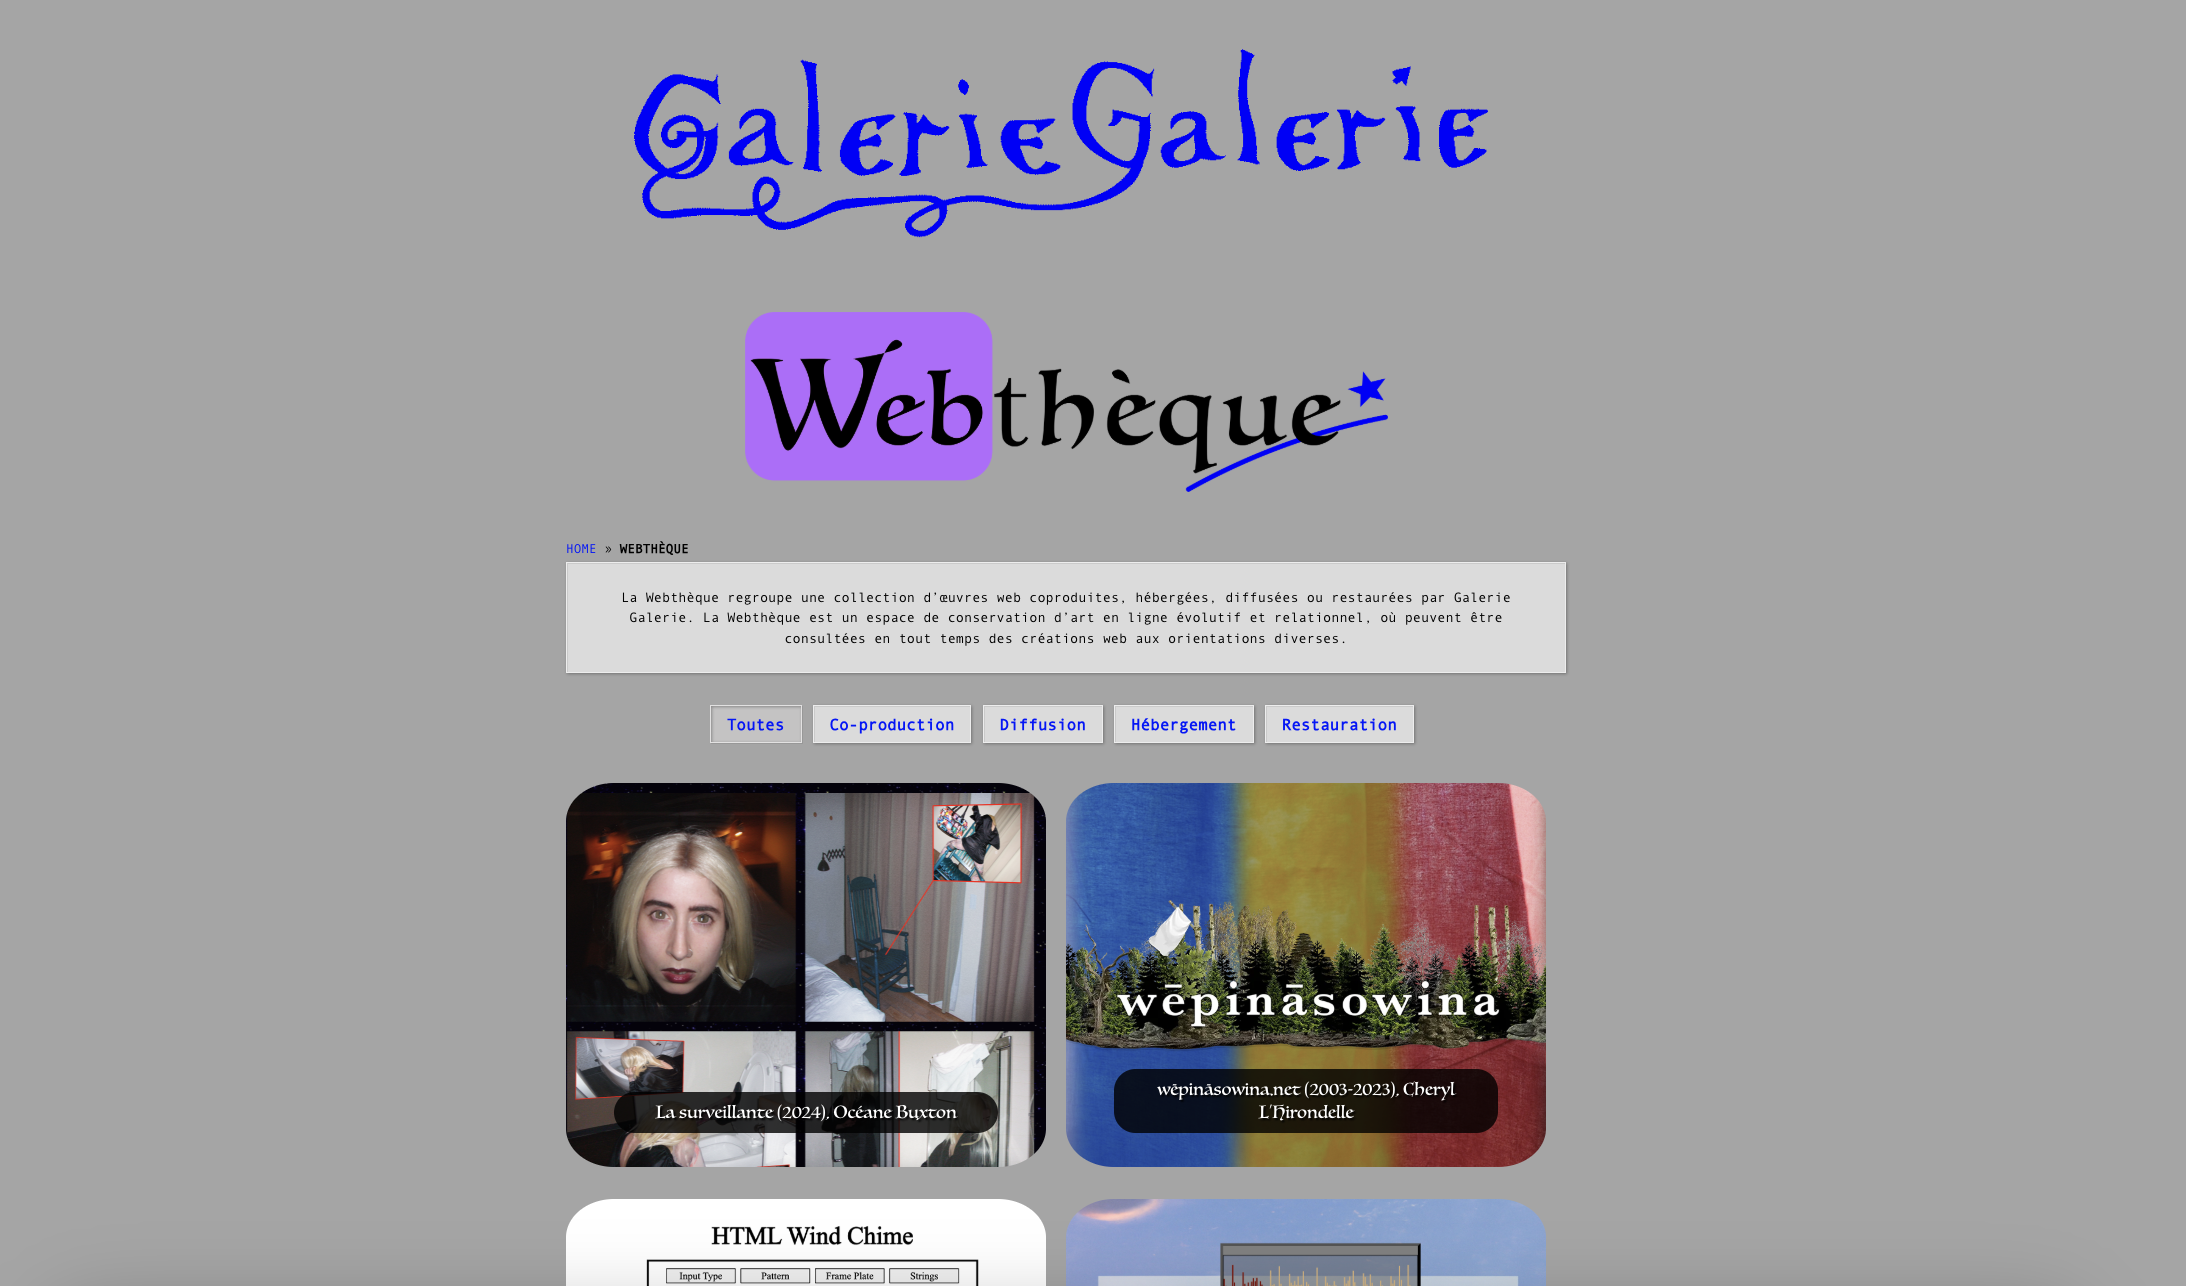 GalerieGalerie
Webthèque
HOME » WEBTHÈQUE
La Webthèque regroupe une collection d’œuvres web coproduites, hébergées, diffusées ou restaurées par Galerie
Galerie. La Webthèque est un espace de conservation d’art en ligne évolutif et relationnel, où peuvent être
consultées en tout temps des créations web aux orientations diverses.
Toutes
Co-production
Diffusion
Hébergement
Restauration
La surveillante (2024), Océane Buxton
wēpināsowina
wēpināsowina.net (2003-2023), Cheryl
L’Hirondelle
HTML Wind Chime
Input Type
Pattern
Frame Plate
Strings